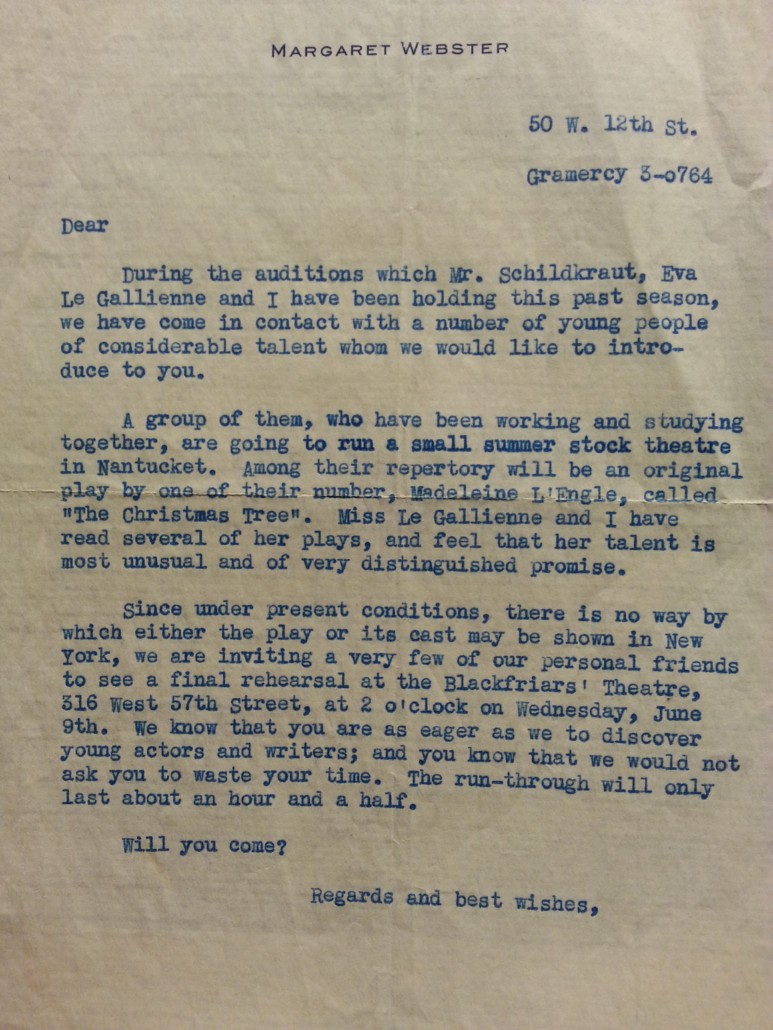 MARGARET WEBSTER
50 W. 12th St.
Gramercy 3-0764
Dear
During the auditions which Mr. Schildkraut, Eva
Le Gallienne and I have been holding this past season,
we have come in contact with a number of young people
of considerable talent whom we would like to intro-
duce to you.
A group of them, who have been working and studying
together, are going to run a small summer stock theatre
in Nantucket. Among their repertory will be an original
play by one of their number, Madeleine L'Engle, called
"The Christmas Tree". Miss Le Gallienne and I have
read several of her plays, and feel that her talent is
most unusual and of very distinguished promise.
Since under present conditions, there is no way by
which either the play or its cast may be shown in New
York, we are inviting a very few of our personal friends
to see a final rehearsal at the Blackfriars' Theatre,
316 West 57th Street, at 2 o'clock on Wednesday, June
9th. We know that you are as eager as we to discover
young actors and writers; and you know that we would not
ask you to waste your time. The run-through will only
last about an hour and a half.
Will you come?
Regards and best wishes,